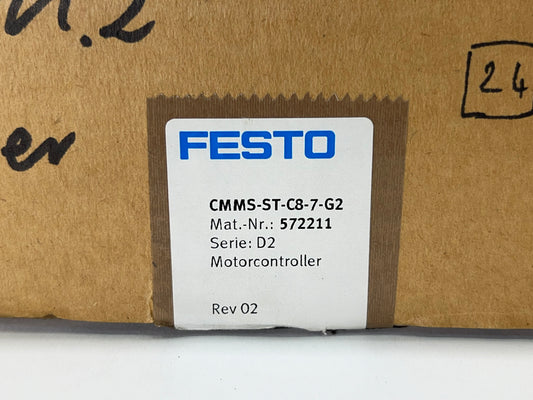 24
FESTO
CMMS-ST-C8-7-G2
Mat.-Nr.: 572211
Serie: D2
Motorcontroller
Rev 02